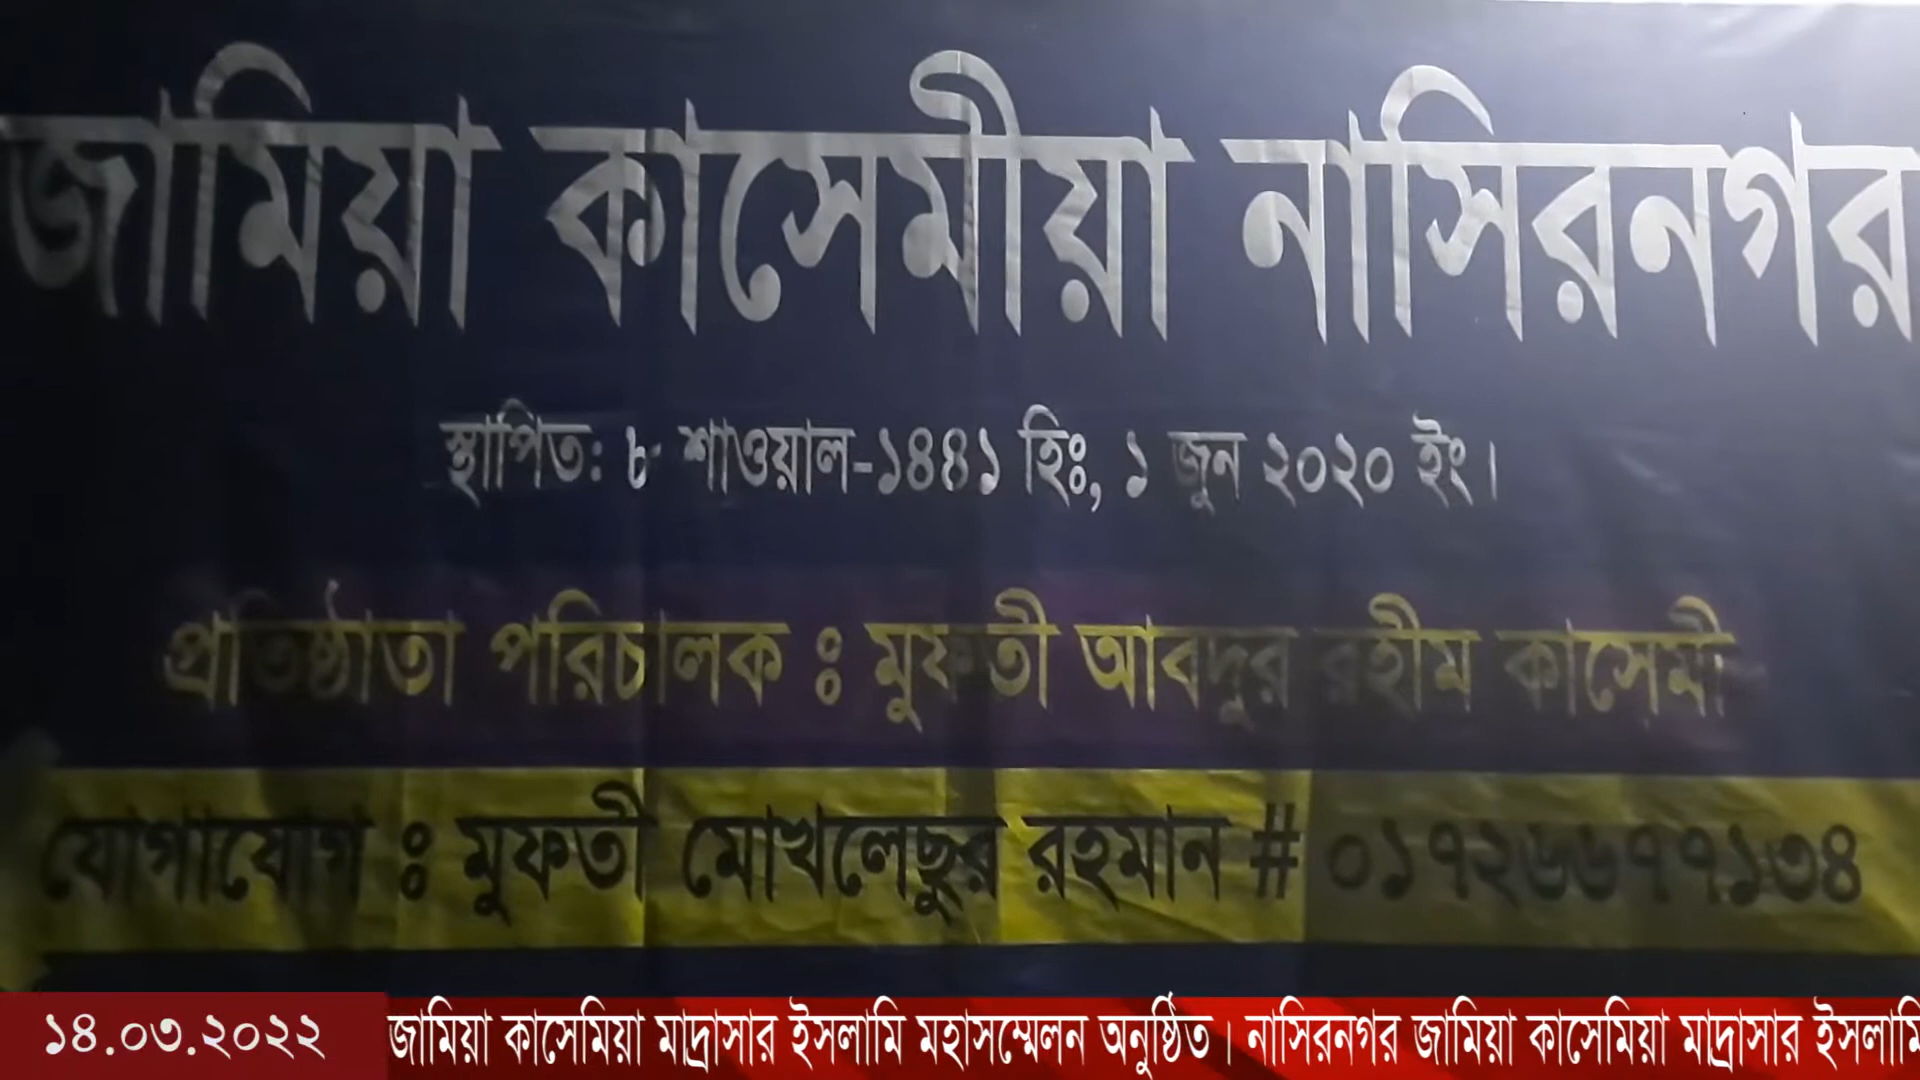 জামিয়া কাসেমীয়া নাসিরনগর
স্থাপিত: ৮ শাওয়াল-১৪৪১ হিঃ, ১ জুন ২০২০ ইং।
প্রতিষ্ঠাতা পরিচালক ঃ মুফতী আবদুর রহীম কাসেমী
যোগাযোগ ঃ মুফতী মোখলেছুর রহমান # ০১৭২৬৬৭৭১৩৪
১৪.০৩.২০২২ জামিয়া কাসেমিয়া মাদ্রাসার ইসলামি মহাসম্মেলন অনুষ্ঠিত। নাসিরনগর জামিয়া কাসেমিয়া মাদ্রাসার ইসলামি